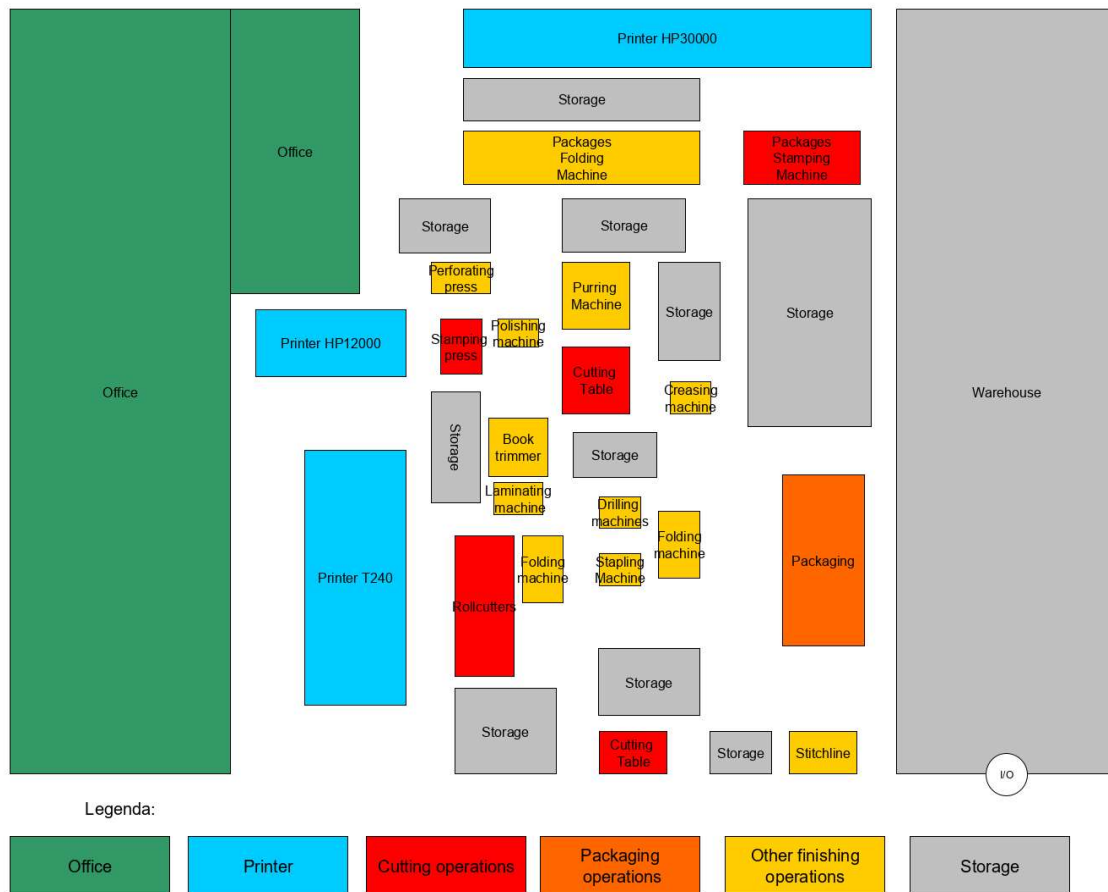 Printer HP30000
Storage
Office
Packages
Folding
Machine
Packages
Stamping
Machine
Storage
Storage
Perforating
press
Purring
Machine
Storage
Storage
Printer HP12000
Stamping
press
Polishing
machine
Cutting
Table
Creasing
machine
Office
Warehouse
Storage
Book
trimmer
Storage
Laminating
machine
Drilling
machines
Folding
machine
Packaging
Printer T240
Rollcutters
Folding
machine
Stapling
Machine
Storage
Storage
Cutting
Table
Storage
Stitchline
I/O
Legenda:
Office
Printer
Cutting operations
Packaging
operations
Other finishing
operations
Storage